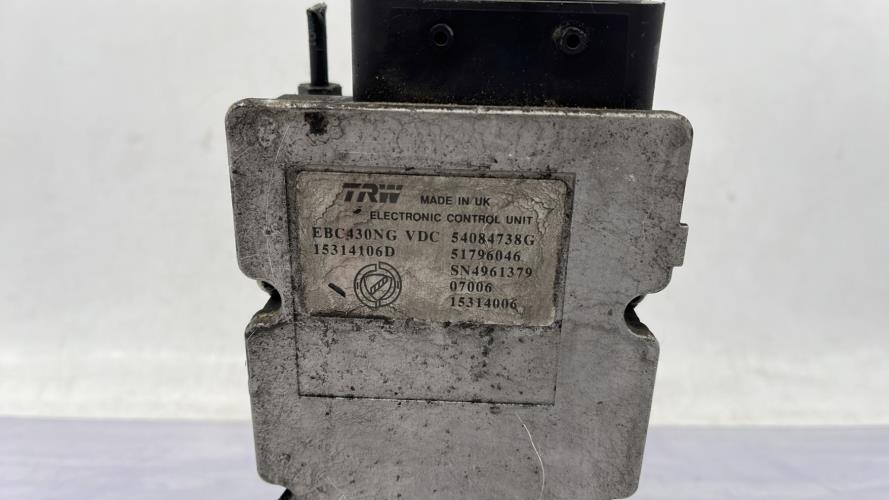 TRW MADE IN UK
ELECTRONIC CONTROL UNIT
EBC430NG VDC 54084738G
15314106D 51796046
SN4961379
07006
15314006